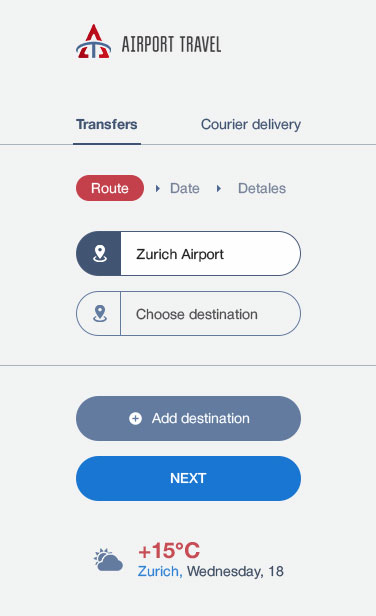 AIRPORT TRAVEL
Transfers Courier delivery
Route Date Detales
Zurich Airport
Choose destination
Add destination
NEXT
+15°C
Zurich, Wednesday, 18